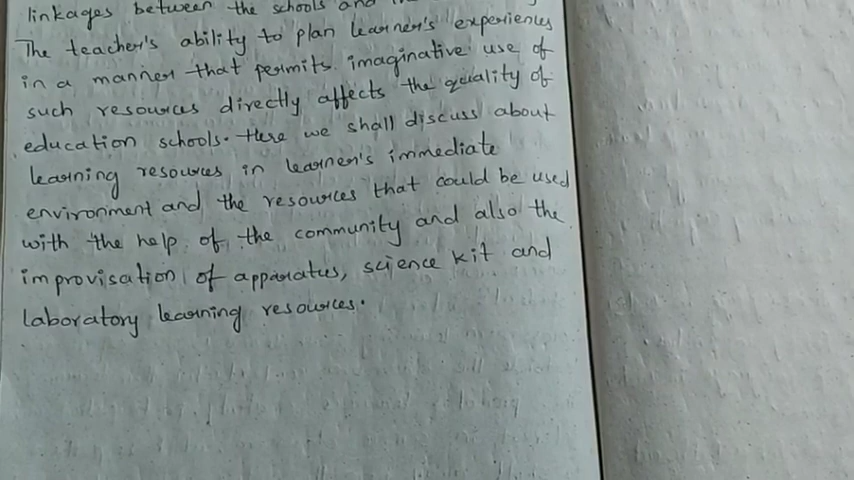 linkages between the schools and
The teacher's ability to plan learner's experiences
in a manner that permits imaginative use of
such resources directly affects the quality of
education schools. Here we shall discuss about
learning resources in learner's immediate
environment and the resources that could be used
with the help of the community and also the
improvisation of apparatus, science kit and
laboratory learning resources.